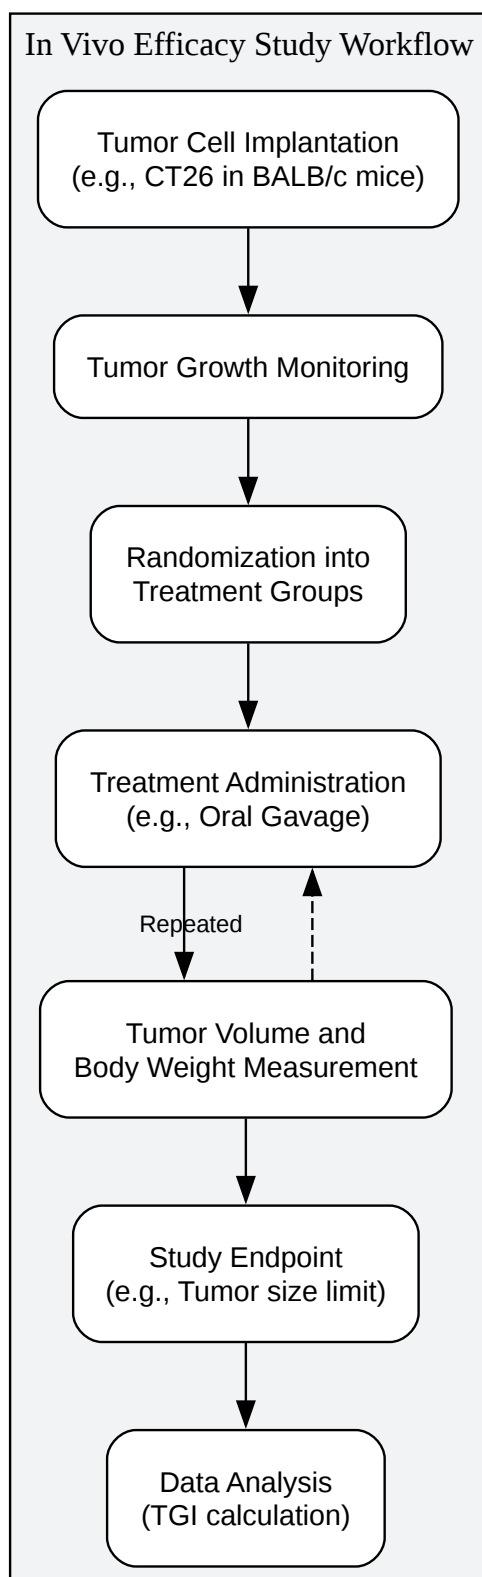 In Vivo Efficacy Study Workflow
Tumor Cell Implantation
(e.g., CT26 in BALB/c mice)
Tumor Growth Monitoring
Randomization into
Treatment Groups
Treatment Administration
(e.g., Oral Gavage)
Repeated
Tumor Volume and
Body Weight Measurement
Study Endpoint
(e.g., Tumor size limit)
Data Analysis
(TGI calculation)